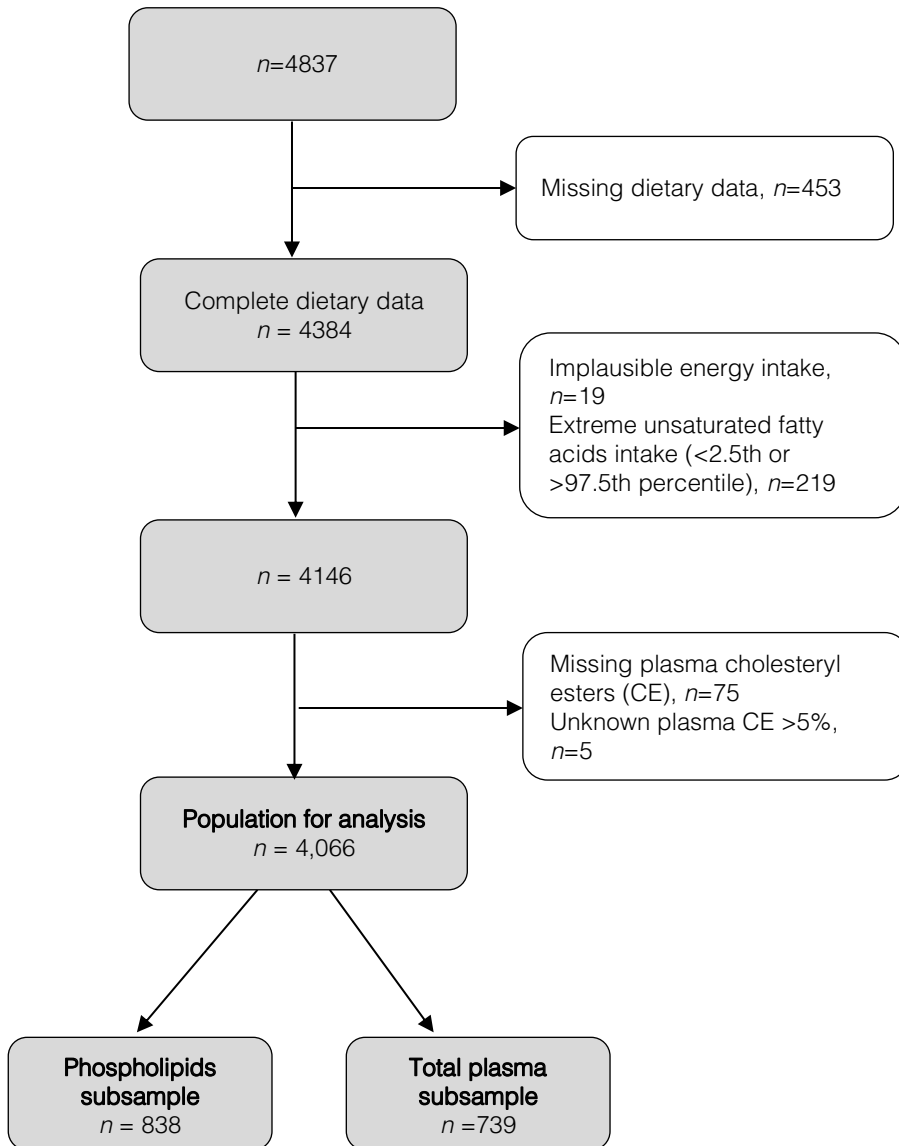 n=4837
Missing dietary data, n=453
Complete dietary data
n = 4384
Implausible energy intake,
n=19
Extreme unsaturated fatty
acids intake (<2.5th or
>97.5th percentile), n=219
n = 4146
Missing plasma cholesteryl
esters (CE), n=75
Unknown plasma CE >5%,
n=5
Population for analysis
n = 4,066
Phospholipids
subsample
n = 838
Total plasma
subsample
n =739